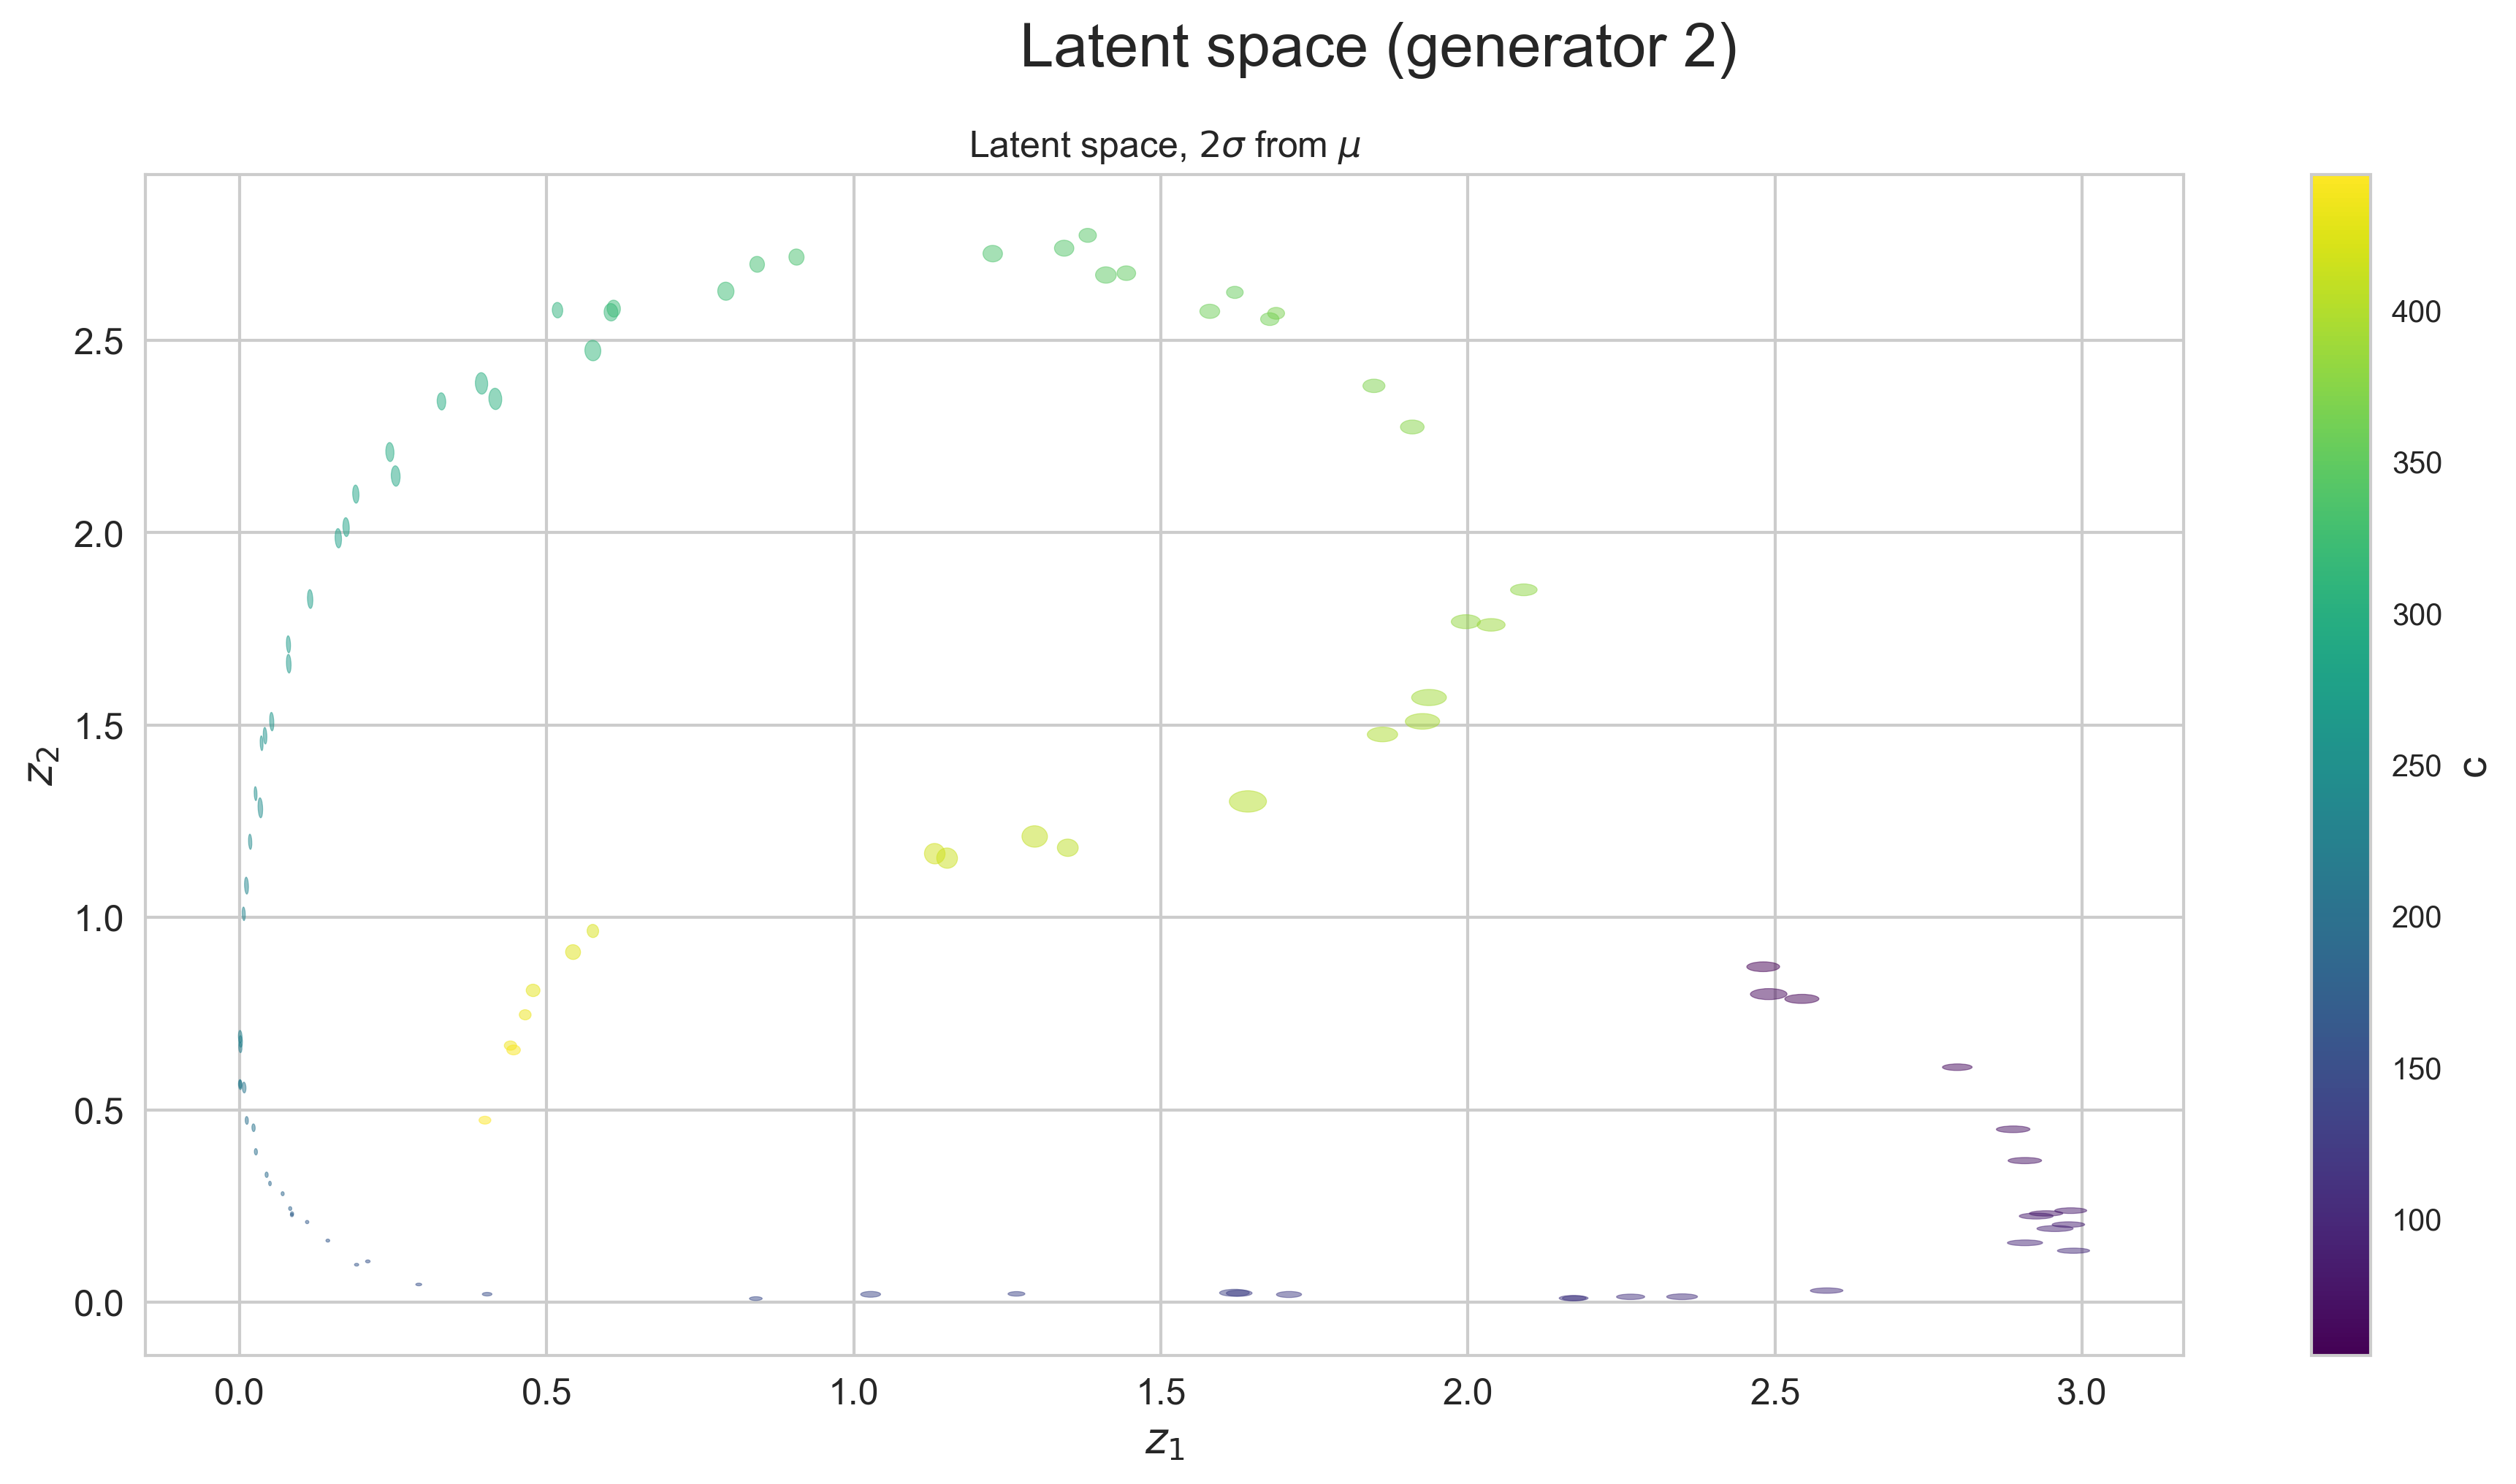 Latent space (generator 2)
Latent space, 2σ from μ
2.5
2.0
1.5
1.0
0.5
0.0
z₂
0.0 0.5 1.0 1.5 2.0 2.5 3.0
z₁
400
350
300
250
200
150
100
c